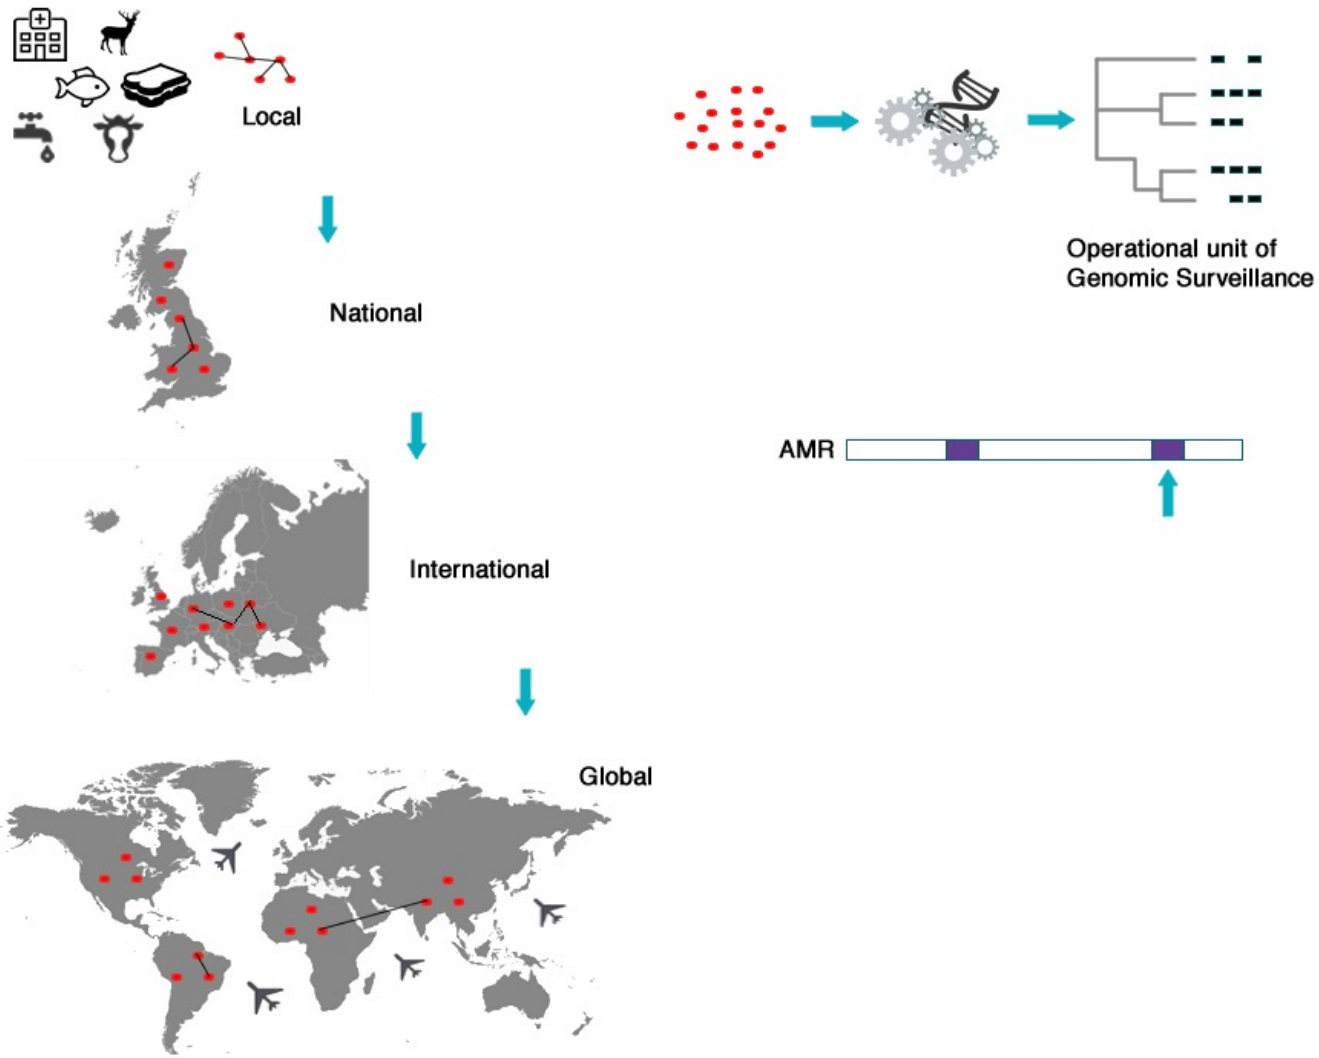 Local
National
International
Global
Operational unit of
Genomic Surveillance
AMR